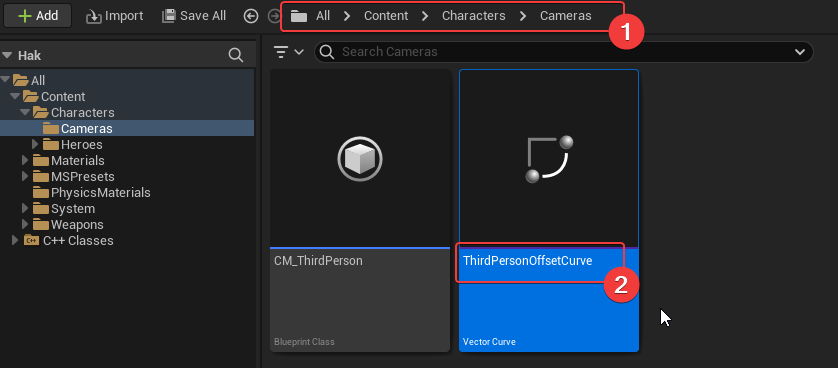 Add Import Save All All Content Characters Cameras
1
Hak
Search Cameras
All
Content
Characters
Cameras
Heroes
Materials
MSPresets
PhysicsMaterials
System
Weapons
C++ Classes
CM_ThirdPerson
Blueprint Class
ThirdPersonOffsetCurve
2
Vector Curve